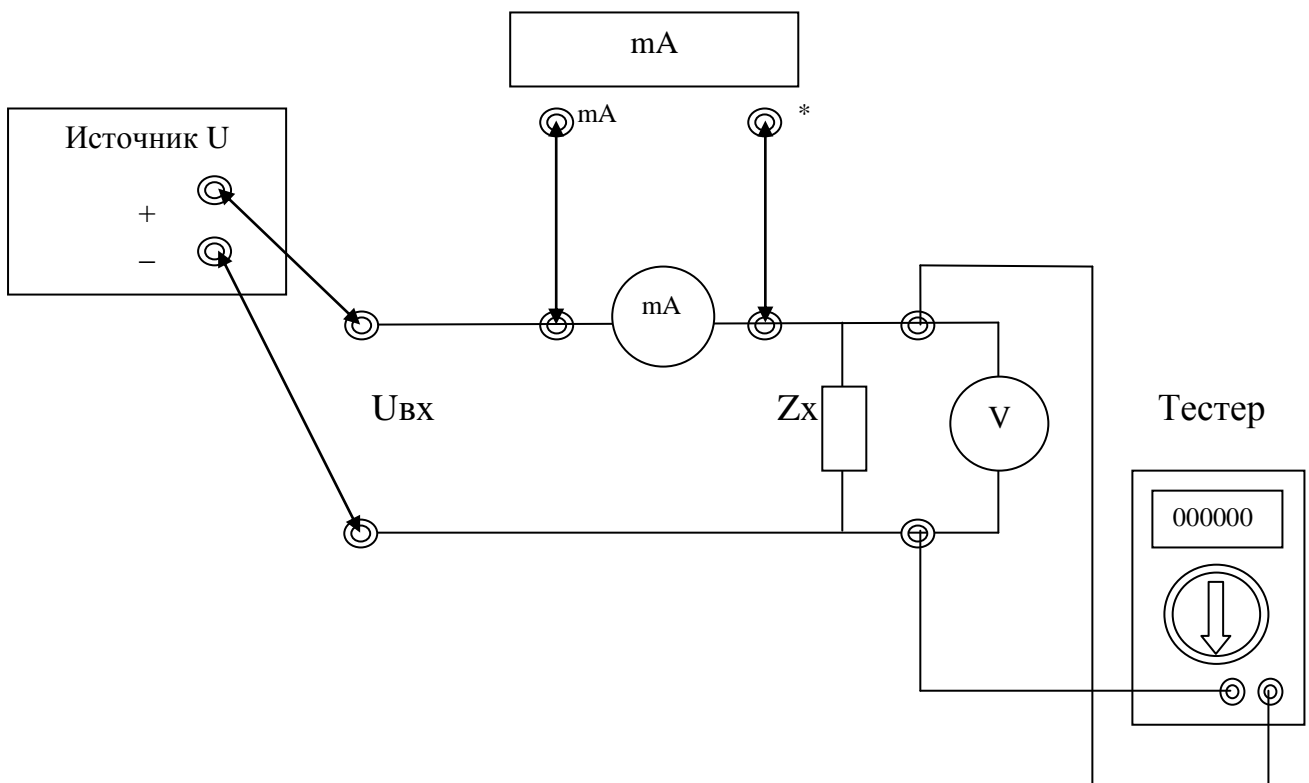 mA
mA *
Источник U
+
−
mA
Uвх
Zx
V
Тестер
000000